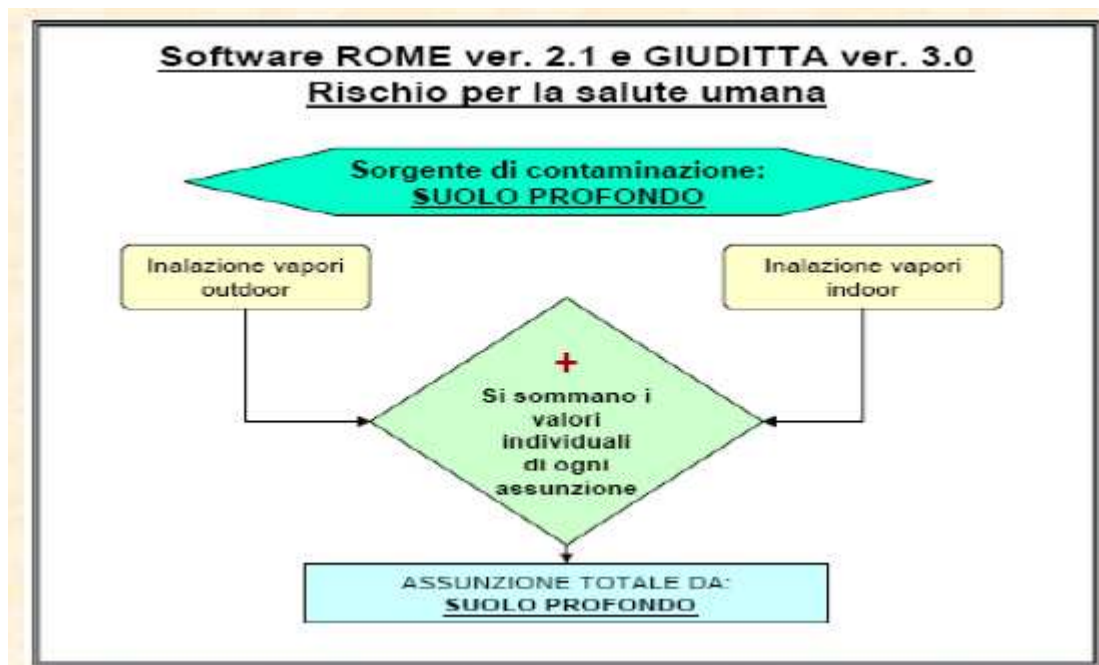 Software ROME ver. 2.1 e GIUDITTA ver. 3.0
Rischio per la salute umana
Sorgente di contaminazione:
SUOLO PROFONDO
Inalazione vapori
outdoor
Inalazione vapori
indoor
+
Si sommano i
valori
individuali
di ogni
assunzione
ASSUNZIONE TOTALE DA:
SUOLO PROFONDO